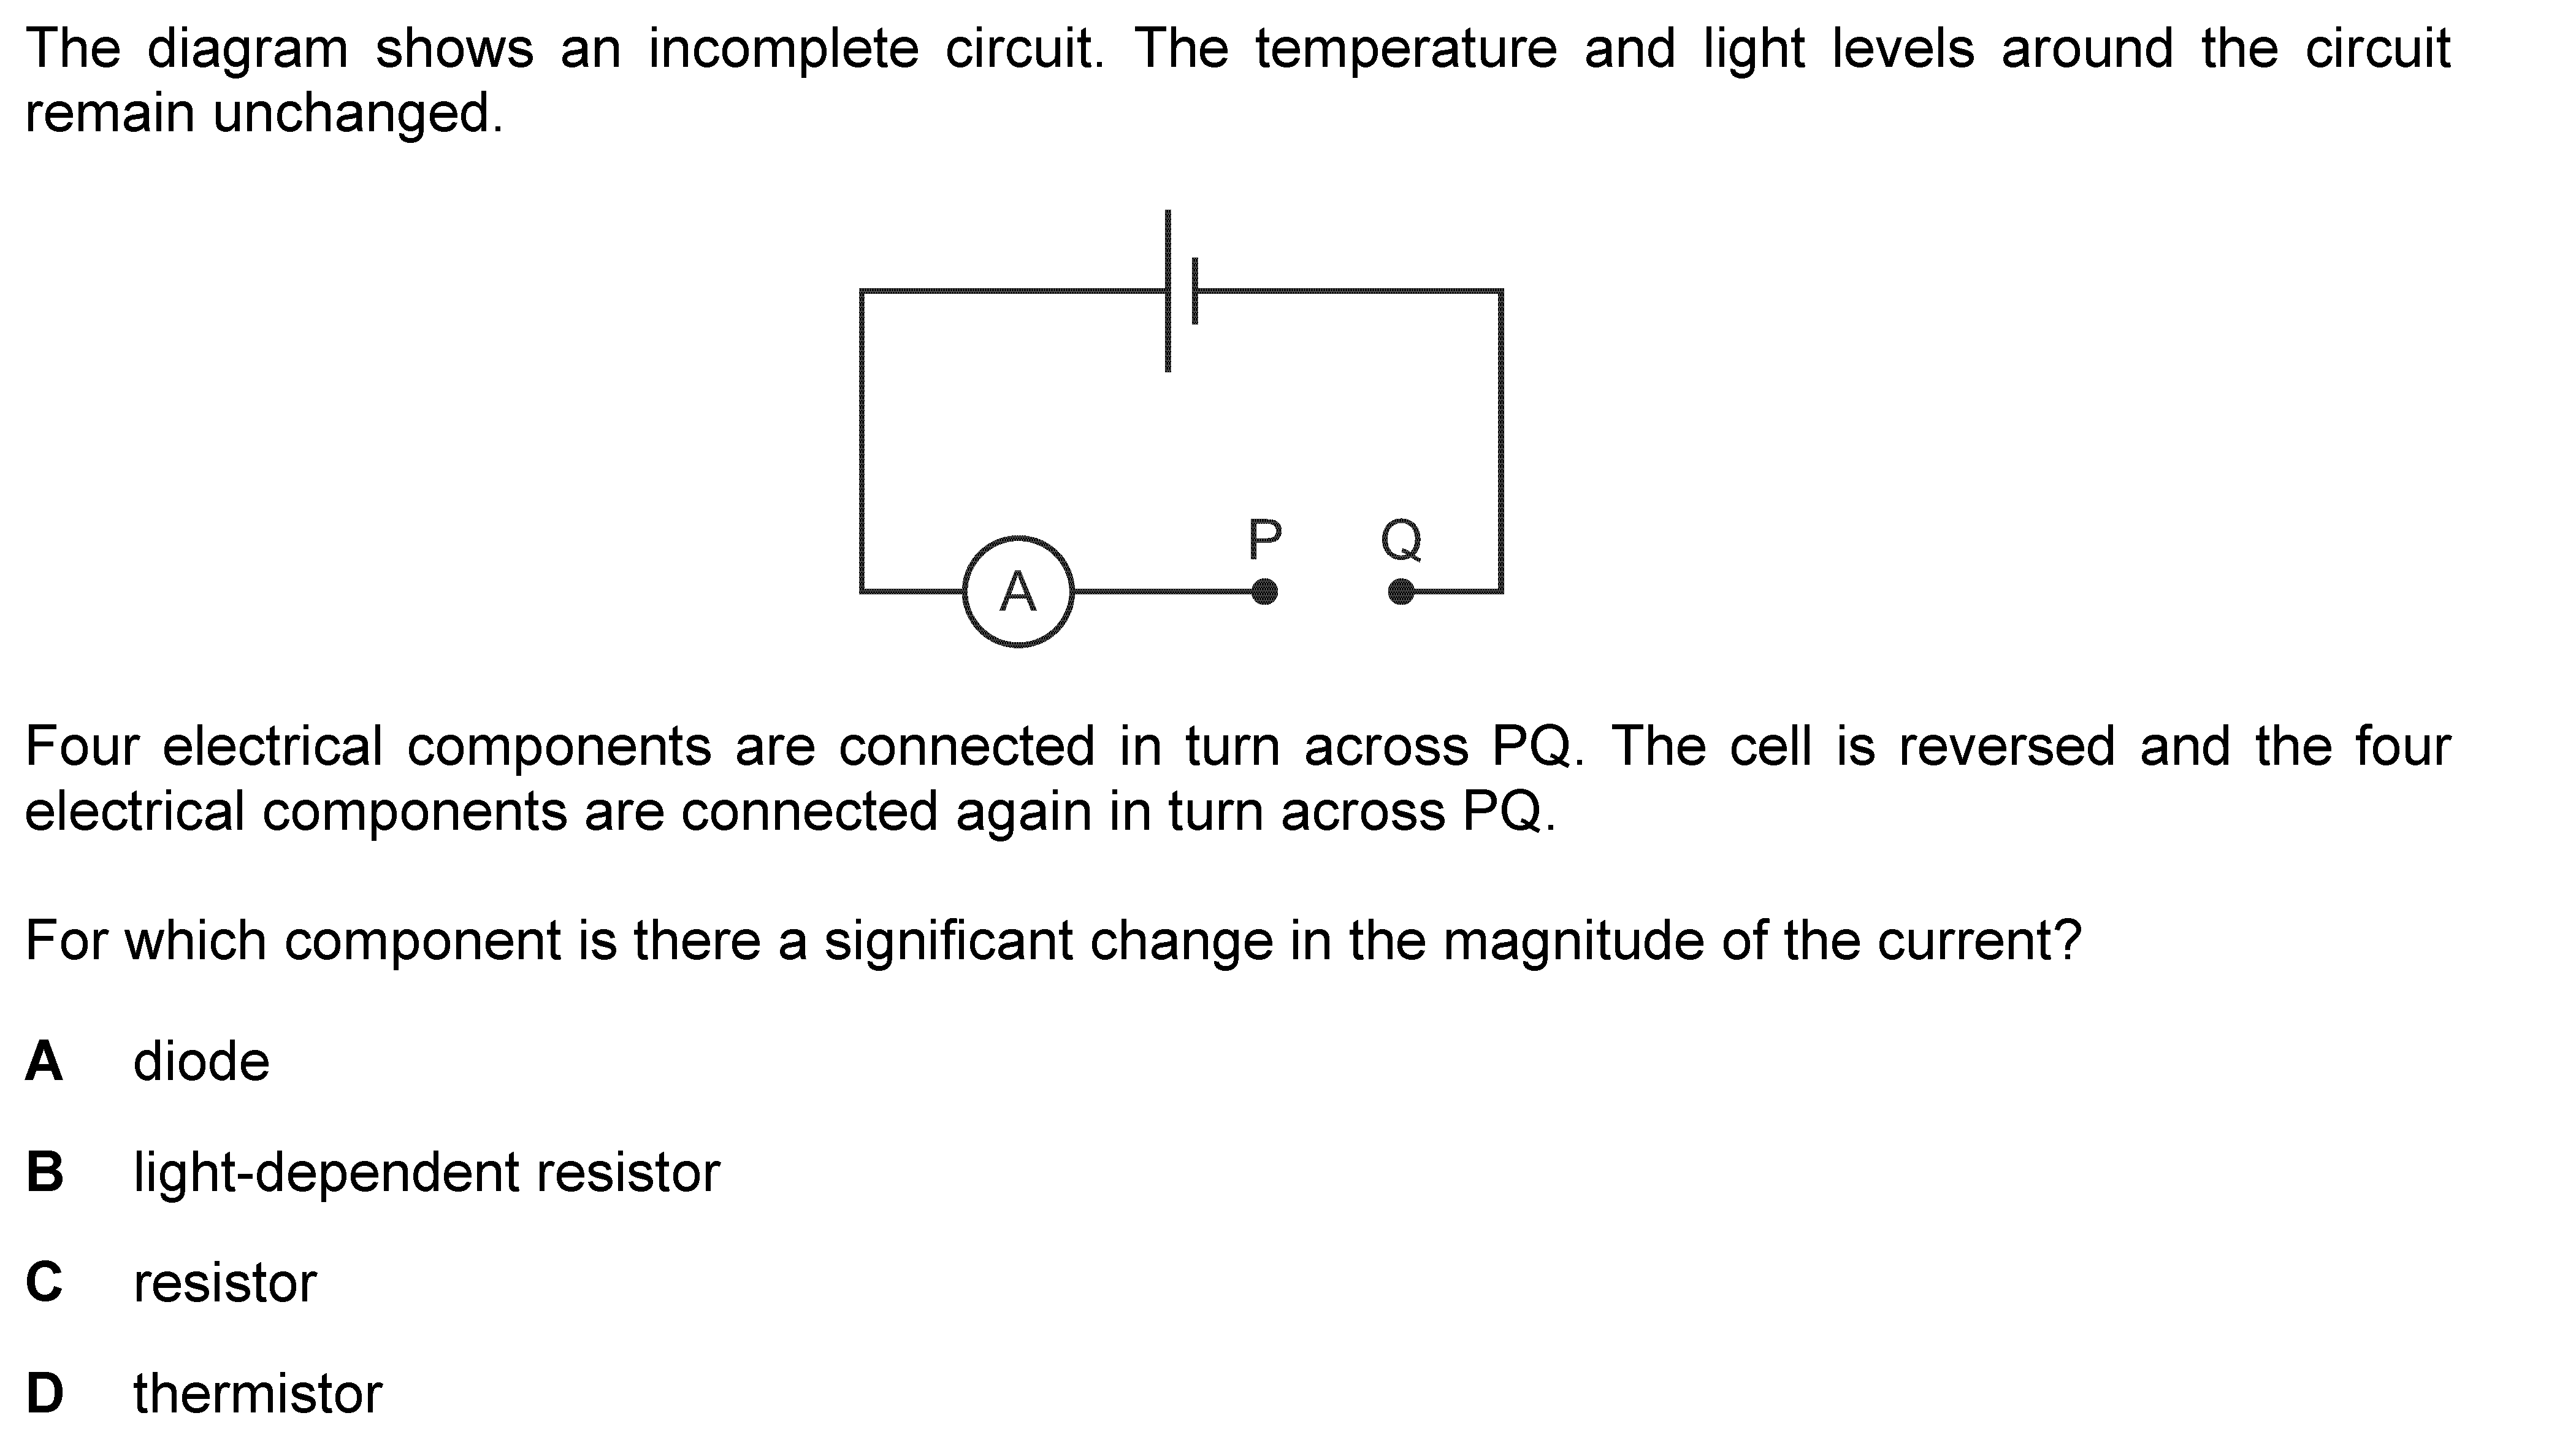 The diagram shows an incomplete circuit. The temperature and light levels around the circuit
remain unchanged.
P Q
A
Four electrical components are connected in turn across PQ. The cell is reversed and the four
electrical components are connected again in turn across PQ.
For which component is there a significant change in the magnitude of the current?
A diode
B light-dependent resistor
C resistor
D thermistor